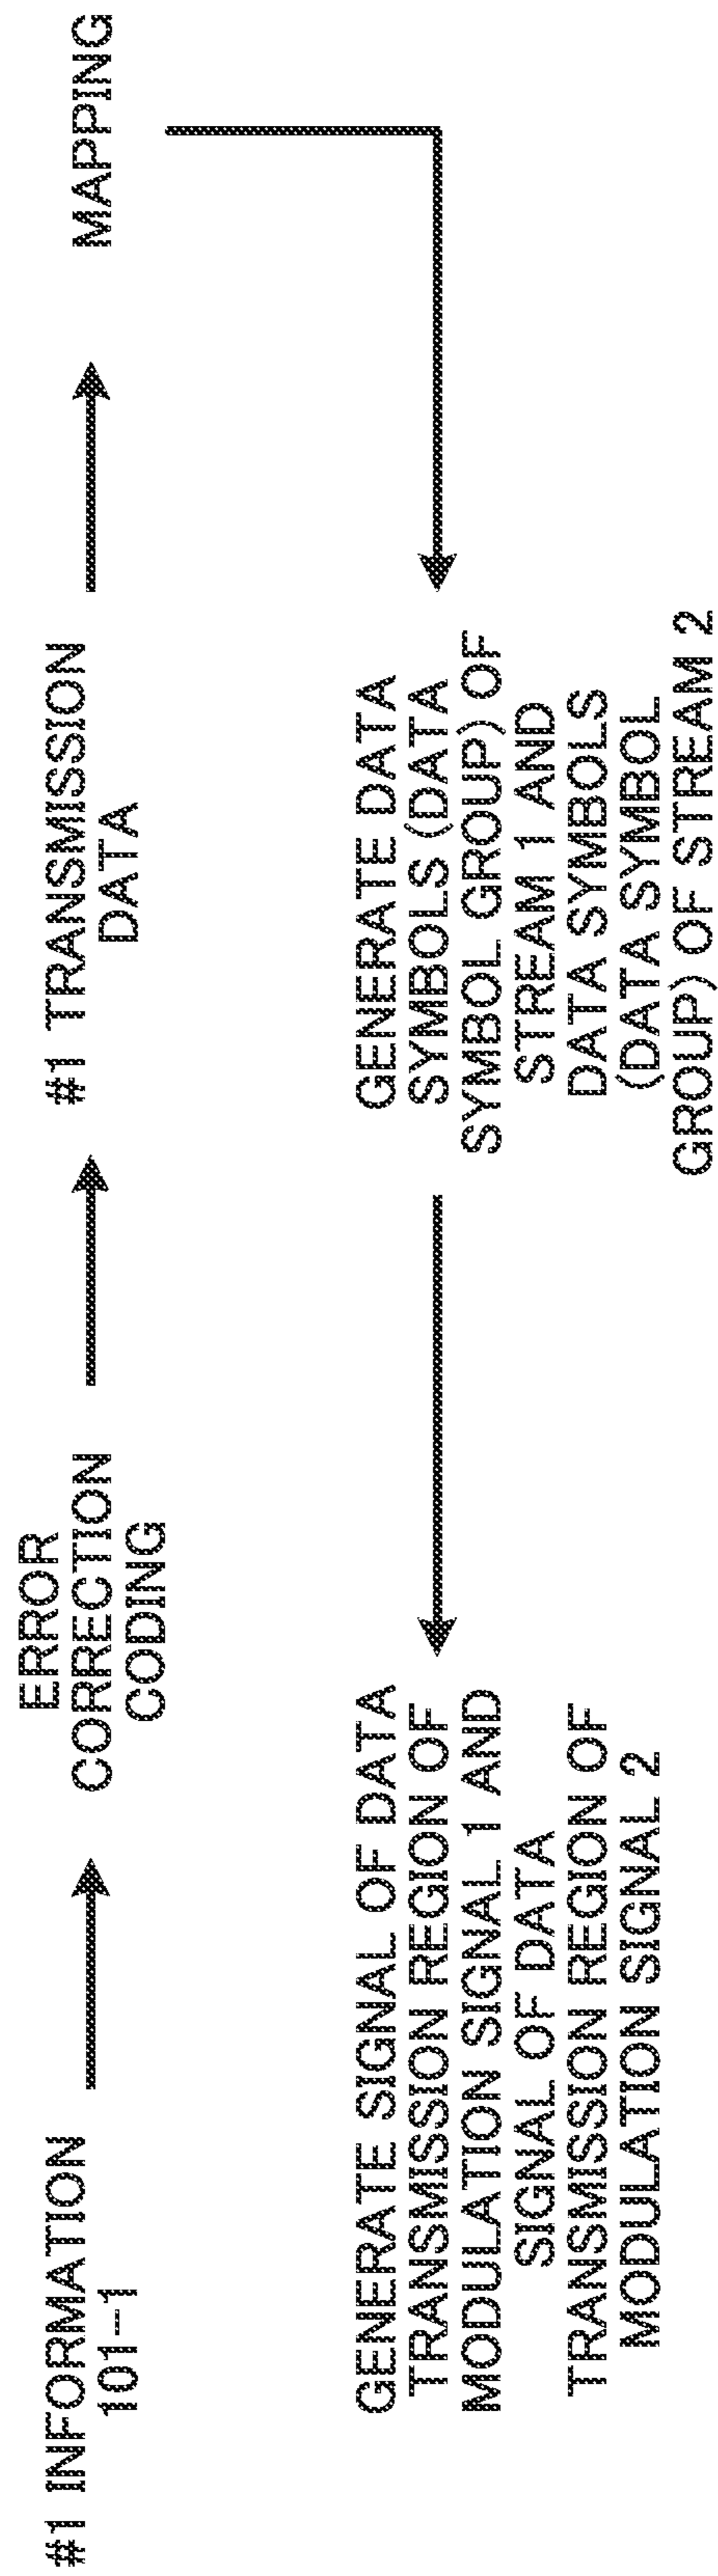 #1 INFORMATION
101-1
ERROR
CORRECTION
CODING
#1 TRANSMISSION
DATA
MAPPING
GENERATE DATA
SYMBOLS (DATA
SYMBOL GROUP) OF
STREAM 1 AND
DATA SYMBOLS
(DATA SYMBOL
GROUP) OF STREAM 2
GENERATE SIGNAL OF DATA
TRANSMISSION REGION OF
MODULATION SIGNAL 1 AND
SIGNAL OF DATA
TRANSMISSION REGION OF
MODULATION SIGNAL 2